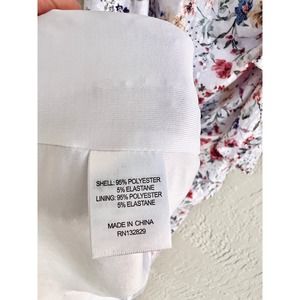 SHELL: 95% POLYESTER
5% ELASTANE
LINING: 95% POLYESTER
5% ELASTANE
MADE IN CHINA
RN132829